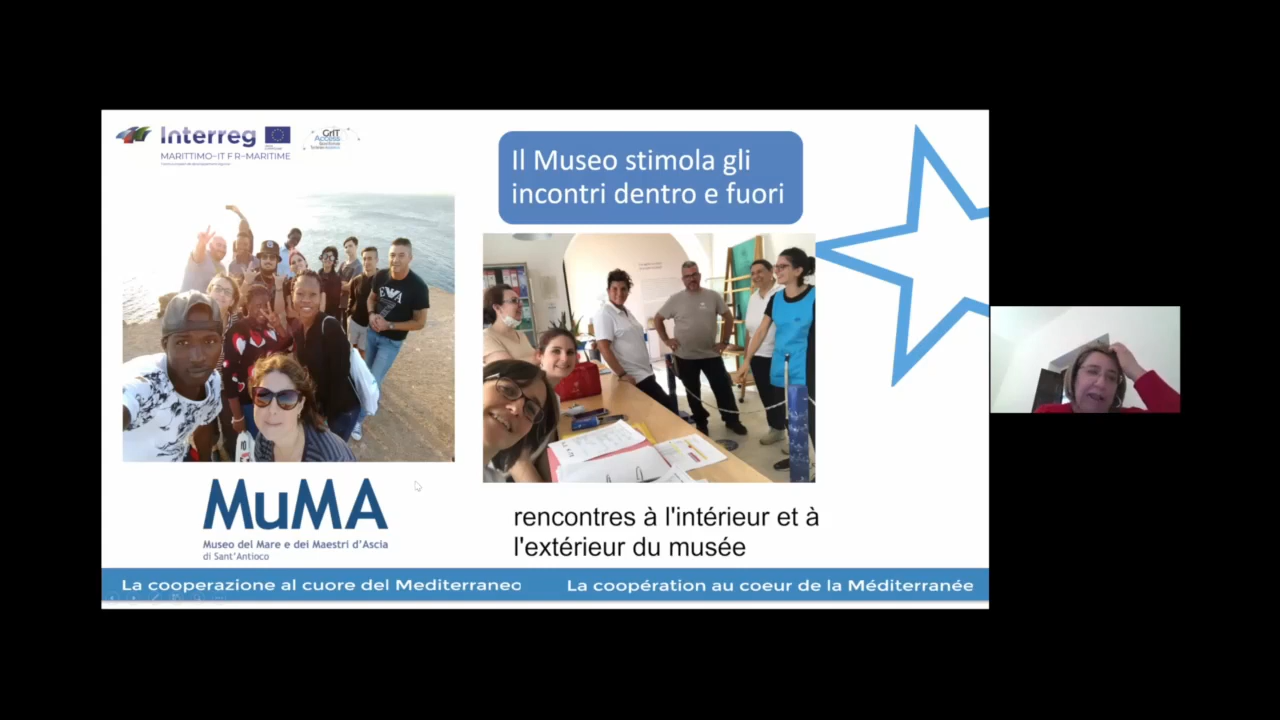 Interreg
MARITTIMO-IT FR-MARITIME
GrIT
Access
Il Museo stimola gli
incontri dentro e fuori
MuMA
Museo del Mare e dei Maestri d'Ascia
di Sant'Antioco
rencontres à l'intérieur et à
l'extérieur du musée
La cooperazione al cuore del Mediterraneo
La coopération au coeur de la Méditerranée